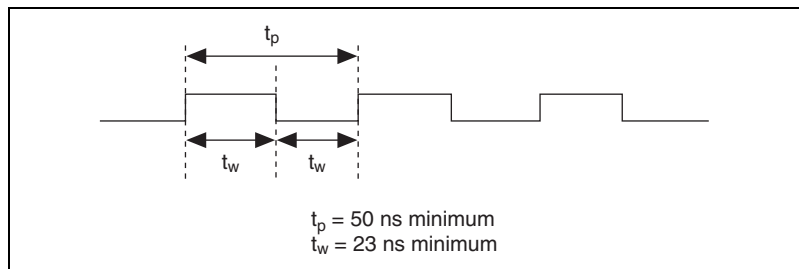 tp
tw tw
tp = 50 ns minimum
tw = 23 ns minimum